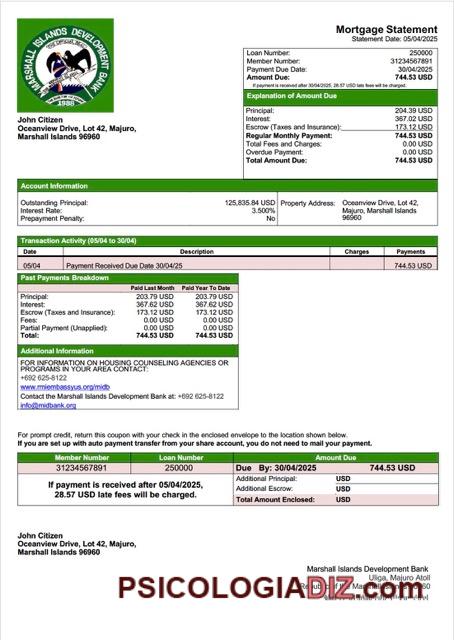 MARSHALL ISLANDS DEVELOPMENT BANK
1988
Mortgage Statement
Statement Date: 05/04/2025
Loan Number: 250000
Member Number: 31234567891
Payment Due Date: 30/04/2025
Amount Due: 744.53 USD
If payment is received after 30/04/2025, 28.57 USD late fees will be charged.
John Citizen
Oceanview Drive, Lot 42, Majuro,
Marshall Islands 96960
Explanation of Amount Due
Principal: 204.39 USD
Interest: 367.02 USD
Escrow (Taxes and Insurance): 173.12 USD
Regular Monthly Payment: 744.53 USD
Total Fees and Charges: 0.00 USD
Overdue Payment: 0.00 USD
Total Amount Due: 744.53 USD
Account Information
Outstanding Principal: 125,835.84 USD
Interest Rate: 3.500%
Prepayment Penalty: No
Property Address: Oceanview Drive, Lot 42,
Majuro, Marshall Islands
96960
Transaction Activity (05/04 to 30/04)
Date Description Charges Payments
05/04 Payment Received Due Date 30/04/25 744.53 USD
Past Payments Breakdown
Paid Last Month Paid Year To Date
Principal: 203.79 USD 203.79 USD
Interest: 367.62 USD 367.62 USD
Escrow (Taxes and Insurance): 173.12 USD 173.12 USD
Fees: 0.00 USD 0.00 USD
Partial Payment (Unapplied): 0.00 USD 0.00 USD
Total: 744.53 USD 744.53 USD
Additional Information
FOR INFORMATION ON HOUSING COUNSELING AGENCIES OR
PROGRAMS IN YOUR AREA CONTACT:
+692 625-8122
www.rmiembassyus.org/midb
Contact the Marshall Islands Development Bank at: +692 625-8122
info@midbank.org
For prompt credit, return this coupon with your check in the enclosed envelope to the location shown below.
If you are set up with auto payment transfer from your share account, you do not need to mail your payment.
Member Number Loan Number Amount Due
31234567891 250000 Due By: 30/04/2025 744.53 USD
If payment is received after 05/04/2025,
28.57 USD late fees will be charged.
Additional Principal: USD
Additional Escrow: USD
Total Amount Enclosed: USD
John Citizen
Oceanview Drive, Lot 42, Majuro,
Marshall Islands 96960
Marshall Islands Development Bank
Uliga, Majuro Atoll
PSICOLOGIADIZ.com